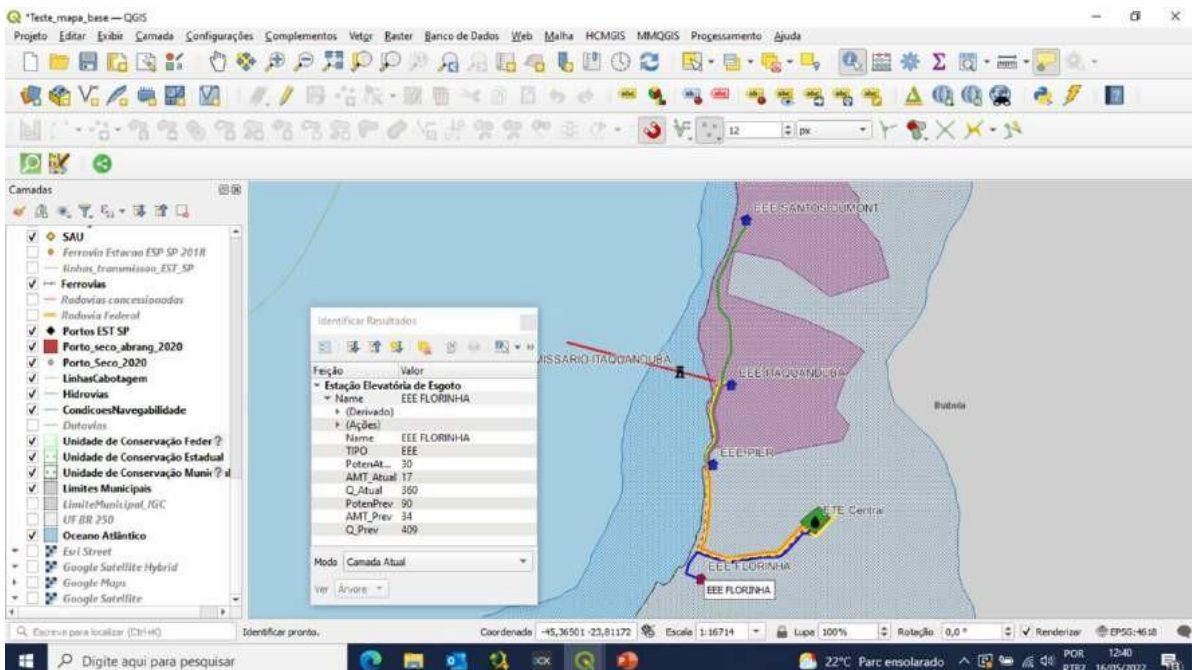 *Teste_mapa_base — QGIS
Projeto Editar Exibir Camada Configurações Complementos Vetor Raster Banco de Dados Web Malha HCMGIS MMQGIS Processamento Ajuda
12 px
Camadas
SAU
Ferrovia Estacao ESP SP 2018
linhas_transmissao_EST_SP
Ferrovias
Rodovias concessionadas
Rodovia Federal
Portos EST SP
Porto_seco_abrang_2020
Porto_Seco_2020
LinhasCabotagem
Hidrovias
CondicoesNavegabilidade
Dutovias
Unidade de Conservação Feder ?
Unidade de Conservação Estadual
Unidade de Conservação Muni ?
Limites Municipais
LimiteMunicipal_IGC
UF BR 250
Oceano Atlântico
Esri Street
Google Satellite Hybrid
Google Maps
Google Satellite
Identificar Resultados
Feição Valor
Estação Elevatória de Esgoto
Name EEE FLORINHA
(Derivado)
(Ações)
Name EEE FLORINHA
TIPO EEE
PotenAt... 30
AMT_Atual 17
Q_Atual 360
PotenPrev 90
AMT_Prev 34
Q_Prev 409
Modo Camada Atual
Ver Árvore
EEE SANTOS DUMONT
MISSARIO ITAQUANDUBA
EEE ITAQUANDUBA
Ilhabela
EEE PIER
ETE Central
EEE FLORINHA
EEE FLORINHA
Escreva para localizar (Ctrl+K)
Identificar pronto.
Coordenada -45,36501 -23,81172 Escala 1:16714 Lupa 100% Rotação 0,0 ° Renderizar EPSG:4618
Digite aqui para pesquisar
22°C Parc ensolarado
POR
PTB2
12:40
16/05/2022